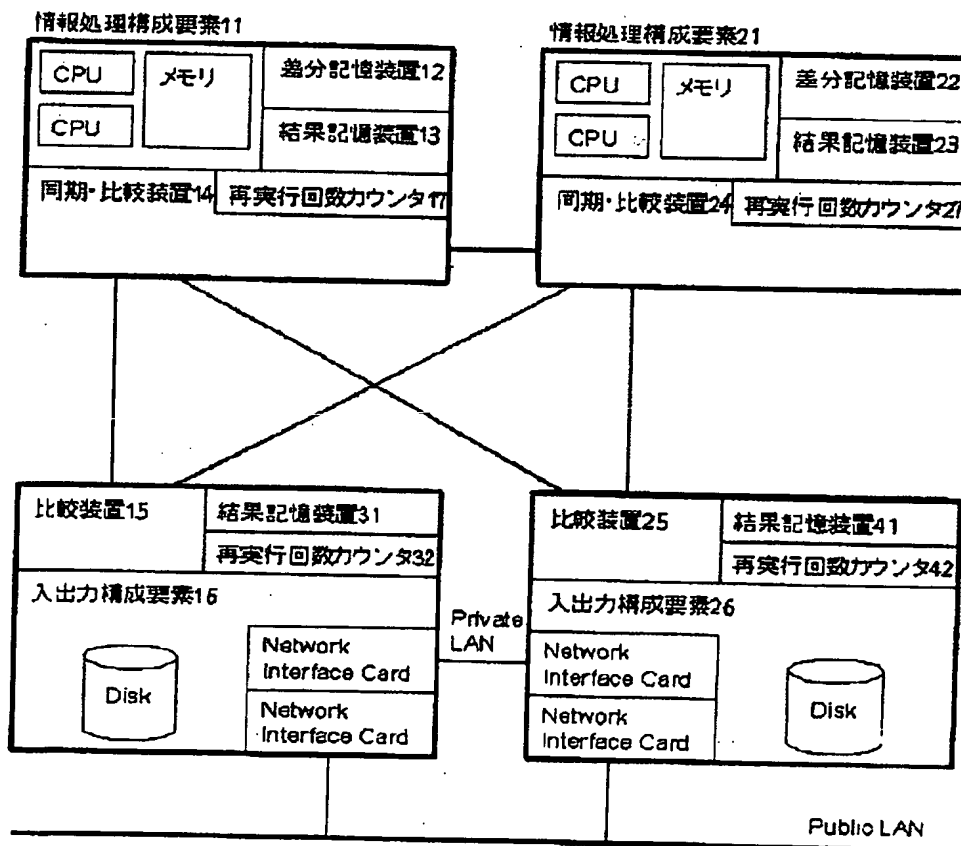 情報処理構成要素11
CPU
メモリ
差分記憶装置12
CPU
結果記憶装置13
同期・比較装置14
再実行回数カウンタ17
情報処理構成要素21
CPU
メモリ
差分記憶装置22
CPU
結果記憶装置23
同期・比較装置24
再実行回数カウンタ27
比較装置15
結果記憶装置31
再実行回数カウンタ32
入出力構成要素16
Disk
Network
Interface Card
Network
Interface Card
Private
LAN
比較装置25
結果記憶装置41
再実行回数カウンタ42
入出力構成要素26
Network
Interface Card
Network
Interface Card
Disk
Public LAN